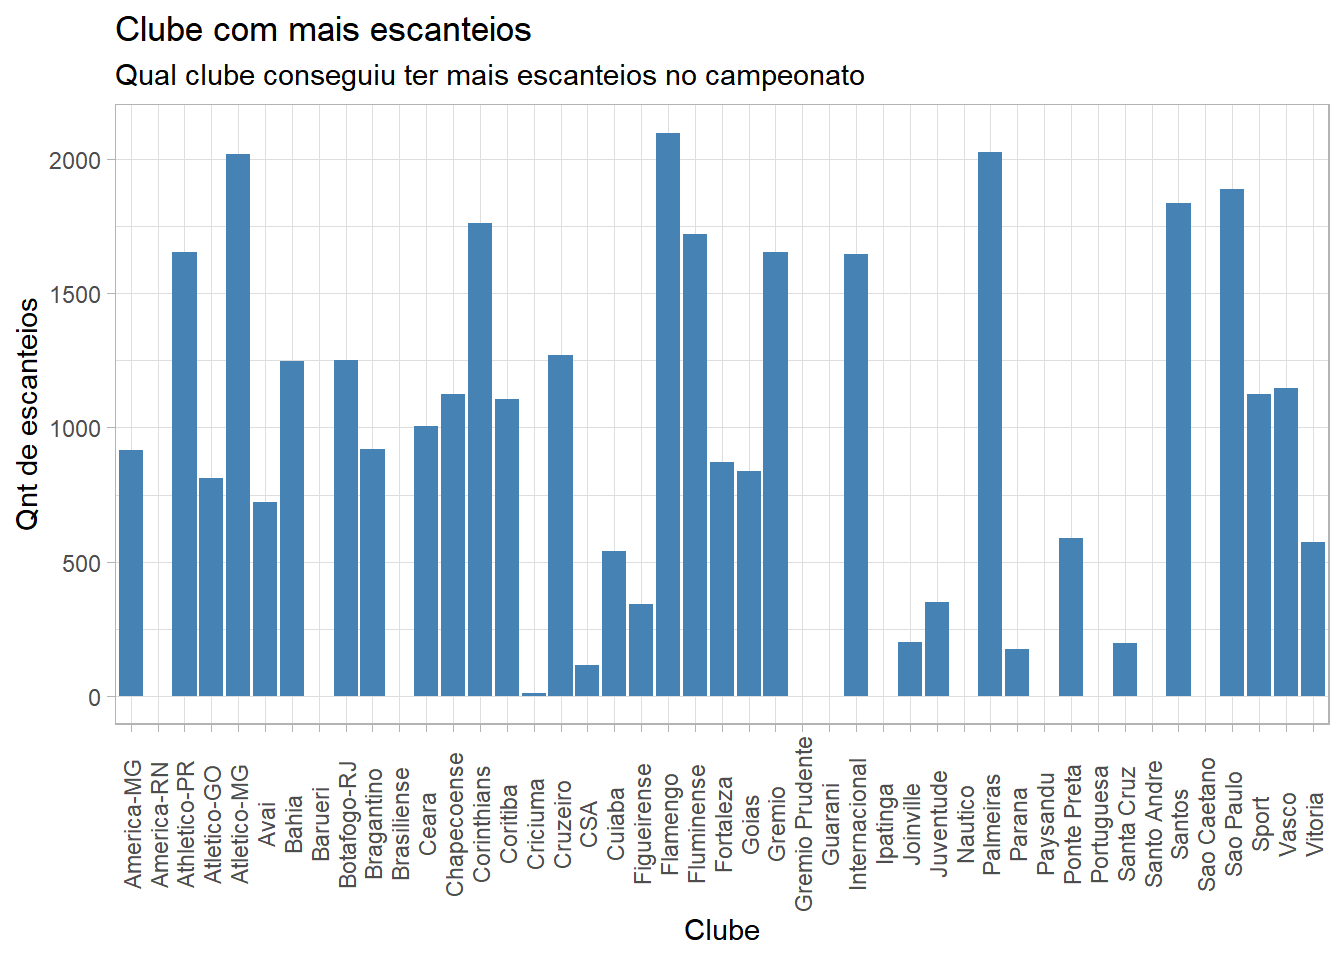 Clube com mais escanteios
Qual clube conseguiu ter mais escanteios no campeonato
Qnt de escanteios
2000
1500
1000
500
0
America-MG
America-RN
Athletico-PR
Atletico-GO
Atletico-MG
Avai
Bahia
Barueri
Botafogo-RJ
Bragantino
Brasiliense
Ceara
Chapecoense
Corinthians
Coritiba
Criciuma
Cruzeiro
CSA
Cuiaba
Figueirense
Flamengo
Fluminense
Fortaleza
Goias
Gremio
Gremio Prudente
Guarani
Internacional
Ipatinga
Joinville
Juventude
Nautico
Palmeiras
Parana
Paysandu
Ponte Preta
Portuguesa
Santa Cruz
Santo Andre
Santos
Sao Caetano
Sao Paulo
Sport
Vasco
Vitoria
Clube